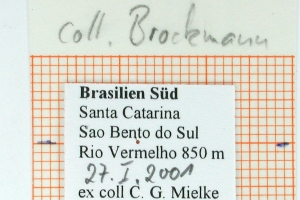 coll. Brockmann
Brasilien Süd
Santa Catarina
Sao Bento do Sul
Rio Vermelho 850 m
27. I. 2001
ex coll C. G. Mielke